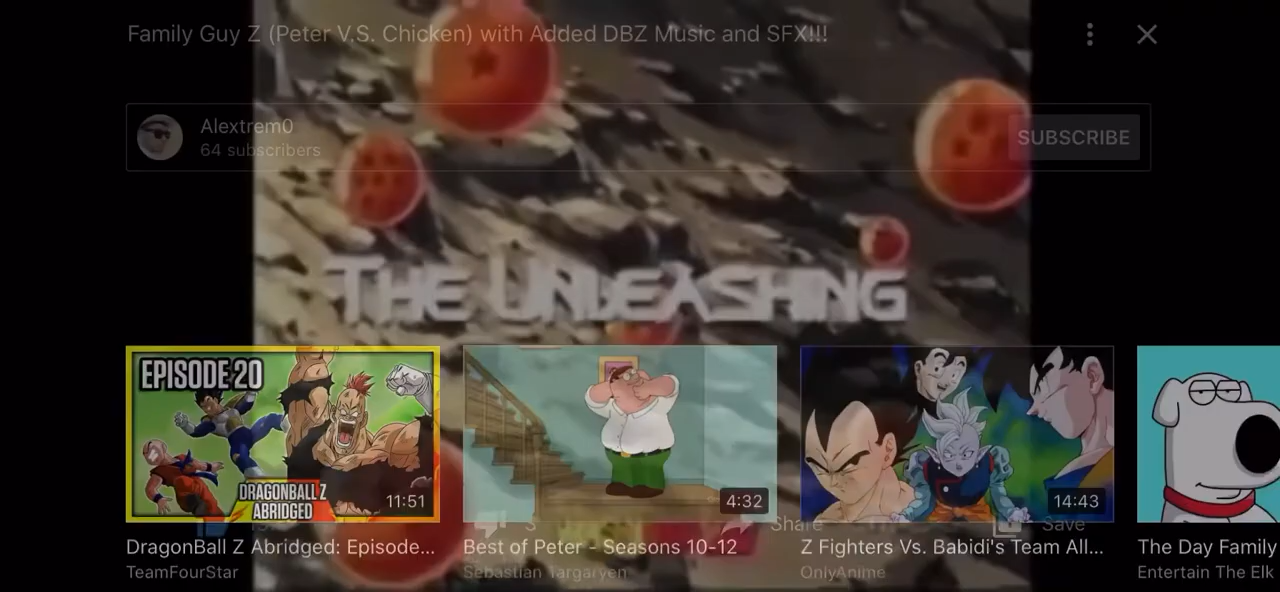 Family Guy Z (Peter V.S. Chicken) with Added DBZ Music and SFX!!!
Alextrem0
64 subscribers
SUBSCRIBE
THE UNLEASHING
EPISODE 20
DRAGONBALL Z
ABRIDGED
11:51
4:32
14:43
3
Share
Save
DragonBall Z Abridged: Episode...
Best of Peter - Seasons 10-12
Z Fighters Vs. Babidi's Team All...
The Day Family
TeamFourStar
Sebastian Targaryen
OnlyAnime
Entertain The Elk